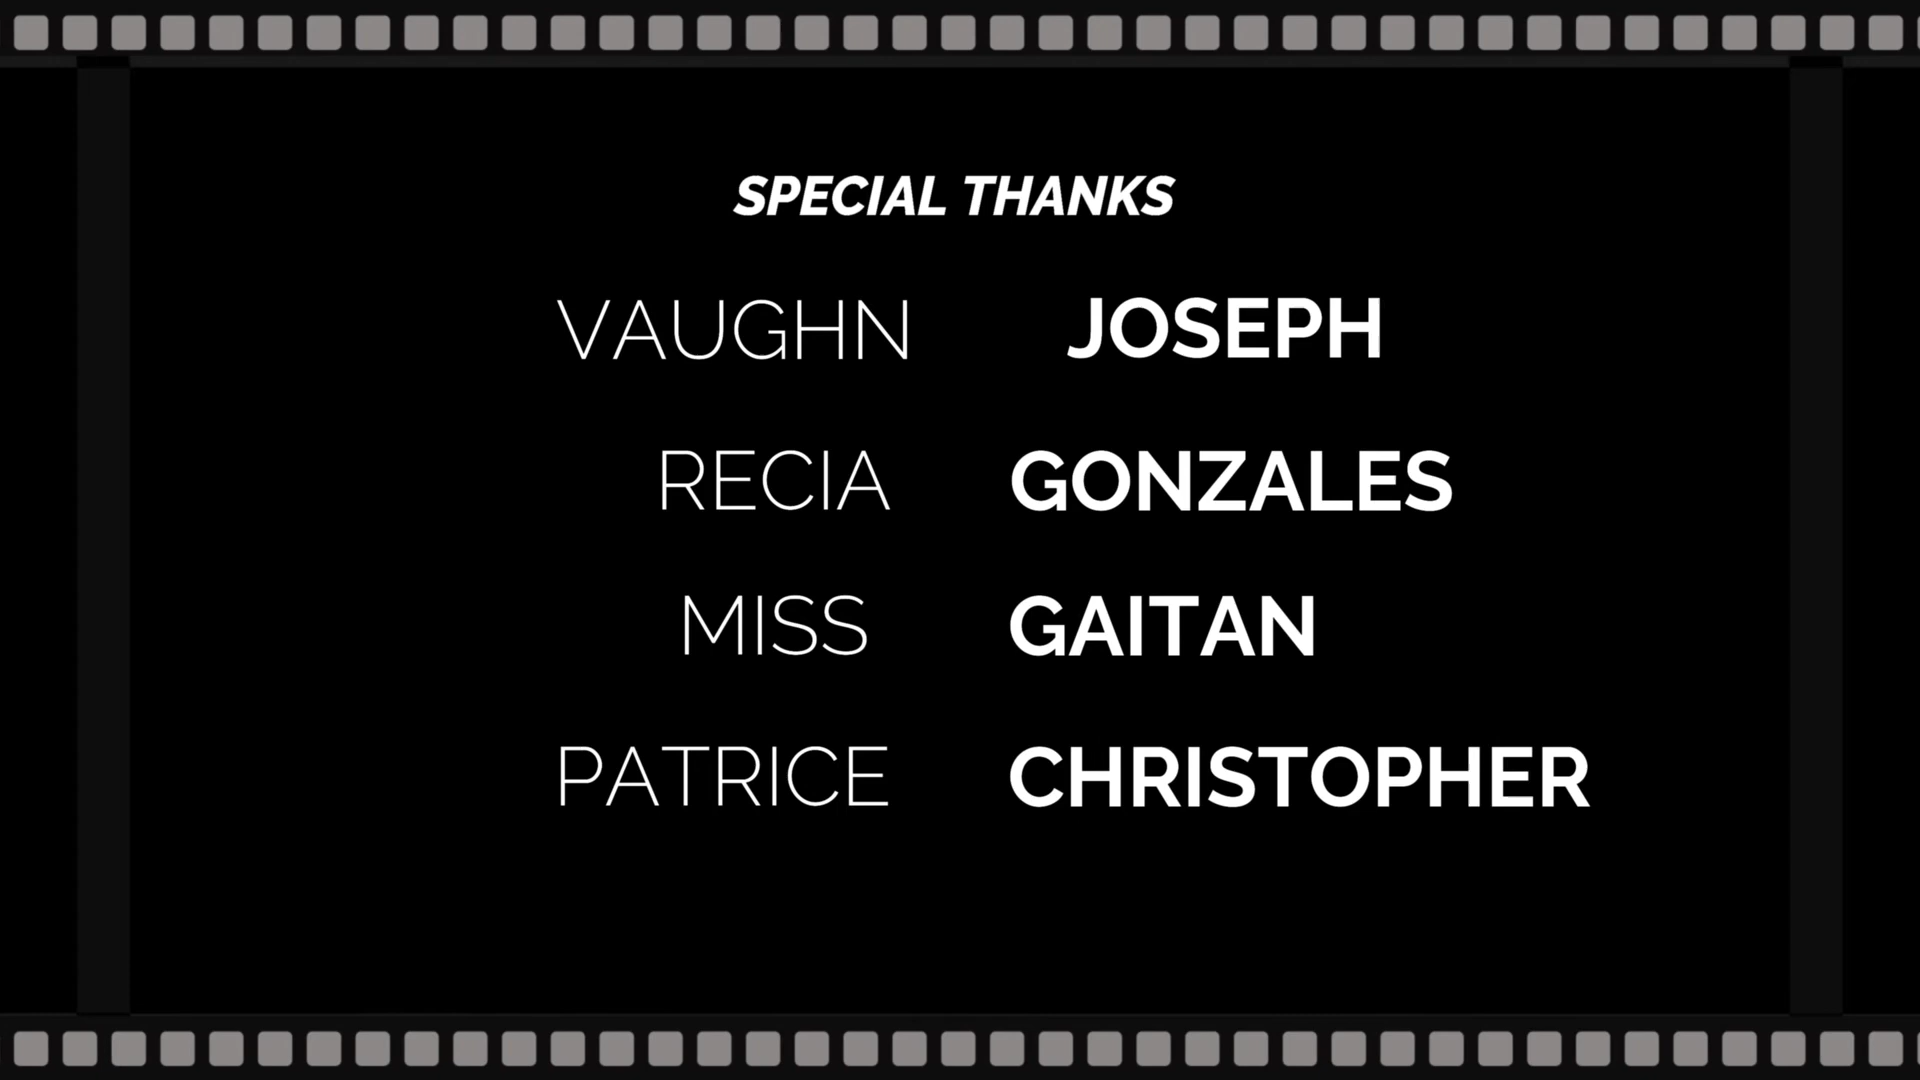 SPECIAL THANKS
VAUGHN JOSEPH
RECIA GONZALES
MISS GAITAN
PATRICE CHRISTOPHER